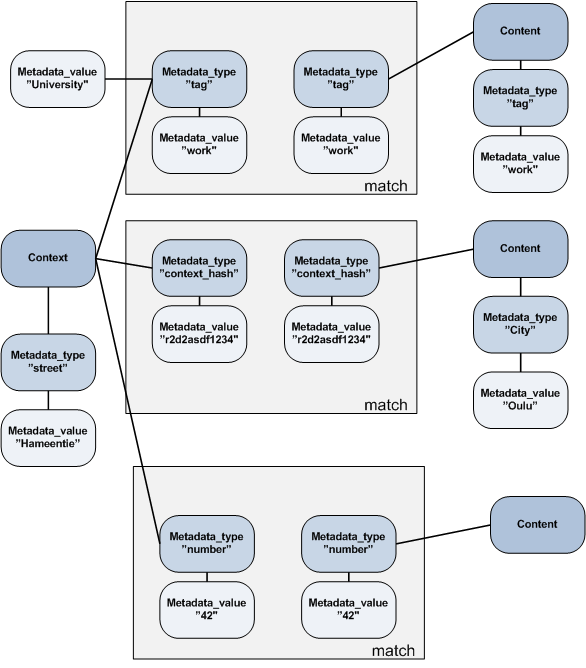 Metadata_value
"University"
Metadata_type
"tag"
Metadata_value
"work"
Metadata_type
"tag"
Metadata_value
"work"
match
Content
Metadata_type
"tag"
Metadata_value
"work"
Context
Metadata_type
"street"
Metadata_value
"Hameentie"
Metadata_type
"context_hash"
Metadata_value
"r2d2asdf1234"
Metadata_type
"context_hash"
Metadata_value
"r2d2asdf1234"
match
Content
Metadata_type
"City"
Metadata_value
"Oulu"
Metadata_type
"number"
Metadata_value
"42"
Metadata_type
"number"
Metadata_value
"42"
match
Content